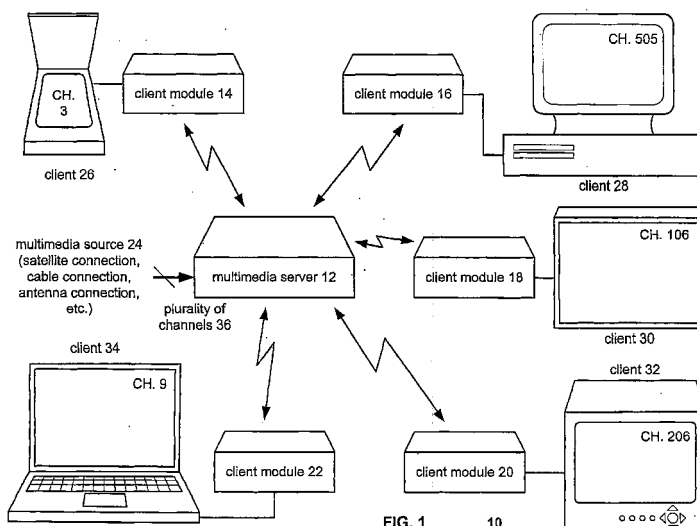 CH.
3
client module 14
client 26
client module 16
CH. 505
client 28
multimedia source 24
(satellite connection,
cable connection,
antenna connection,
etc.)
multimedia server 12
plurality of
channels 36
client module 18
CH. 106
client 30
client 34
CH. 9
client module 22
client module 20
client 32
CH. 206
FIG. 1
10